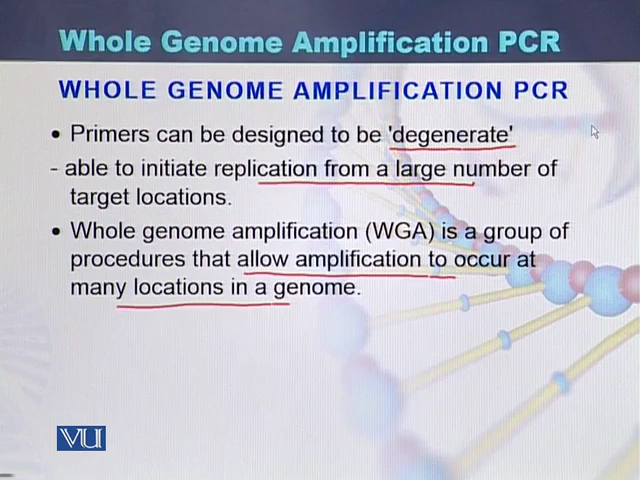 Whole Genome Amplification PCR
WHOLE GENOME AMPLIFICATION PCR
• Primers can be designed to be 'degenerate'
- able to initiate replication from a large number of
target locations.
• Whole genome amplification (WGA) is a group of
procedures that allow amplification to occur at
many locations in a genome.
VU